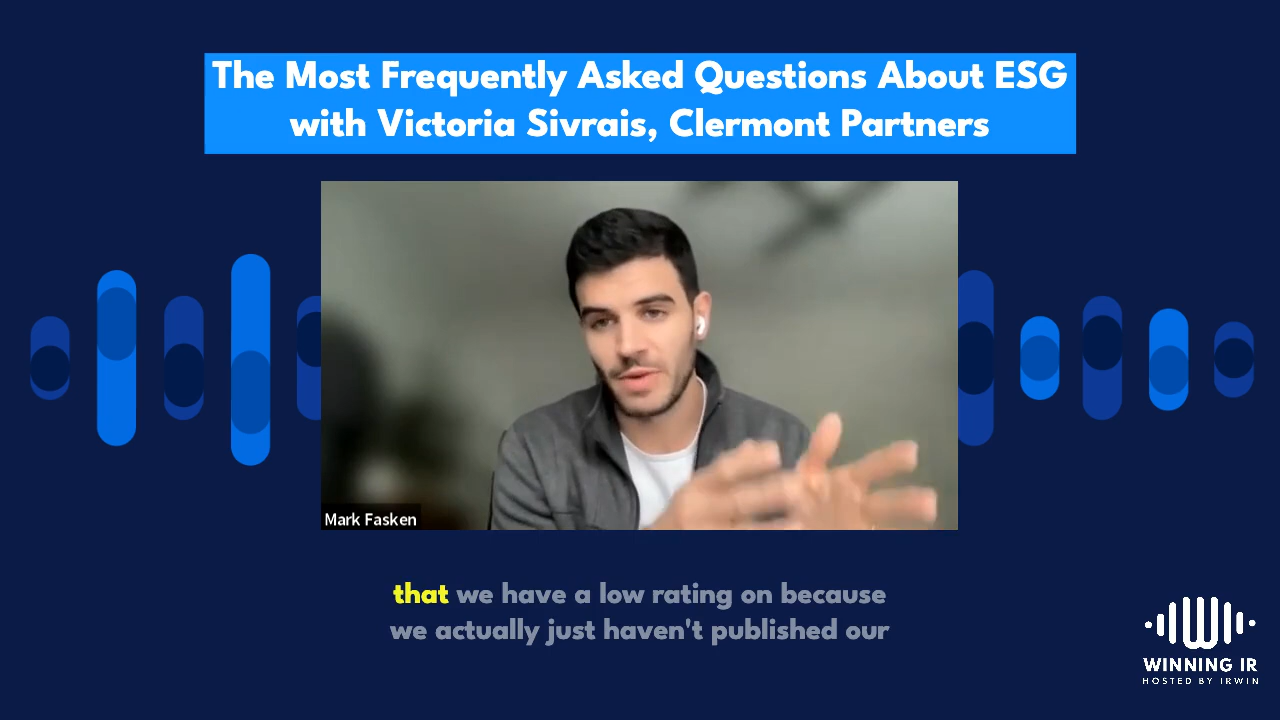 The Most Frequently Asked Questions About ESG
with Victoria Sivrais, Clermont Partners
Mark Fasken
that we have a low rating on because
we actually just haven't published our
WINNING IR
HOSTED BY IRWIN